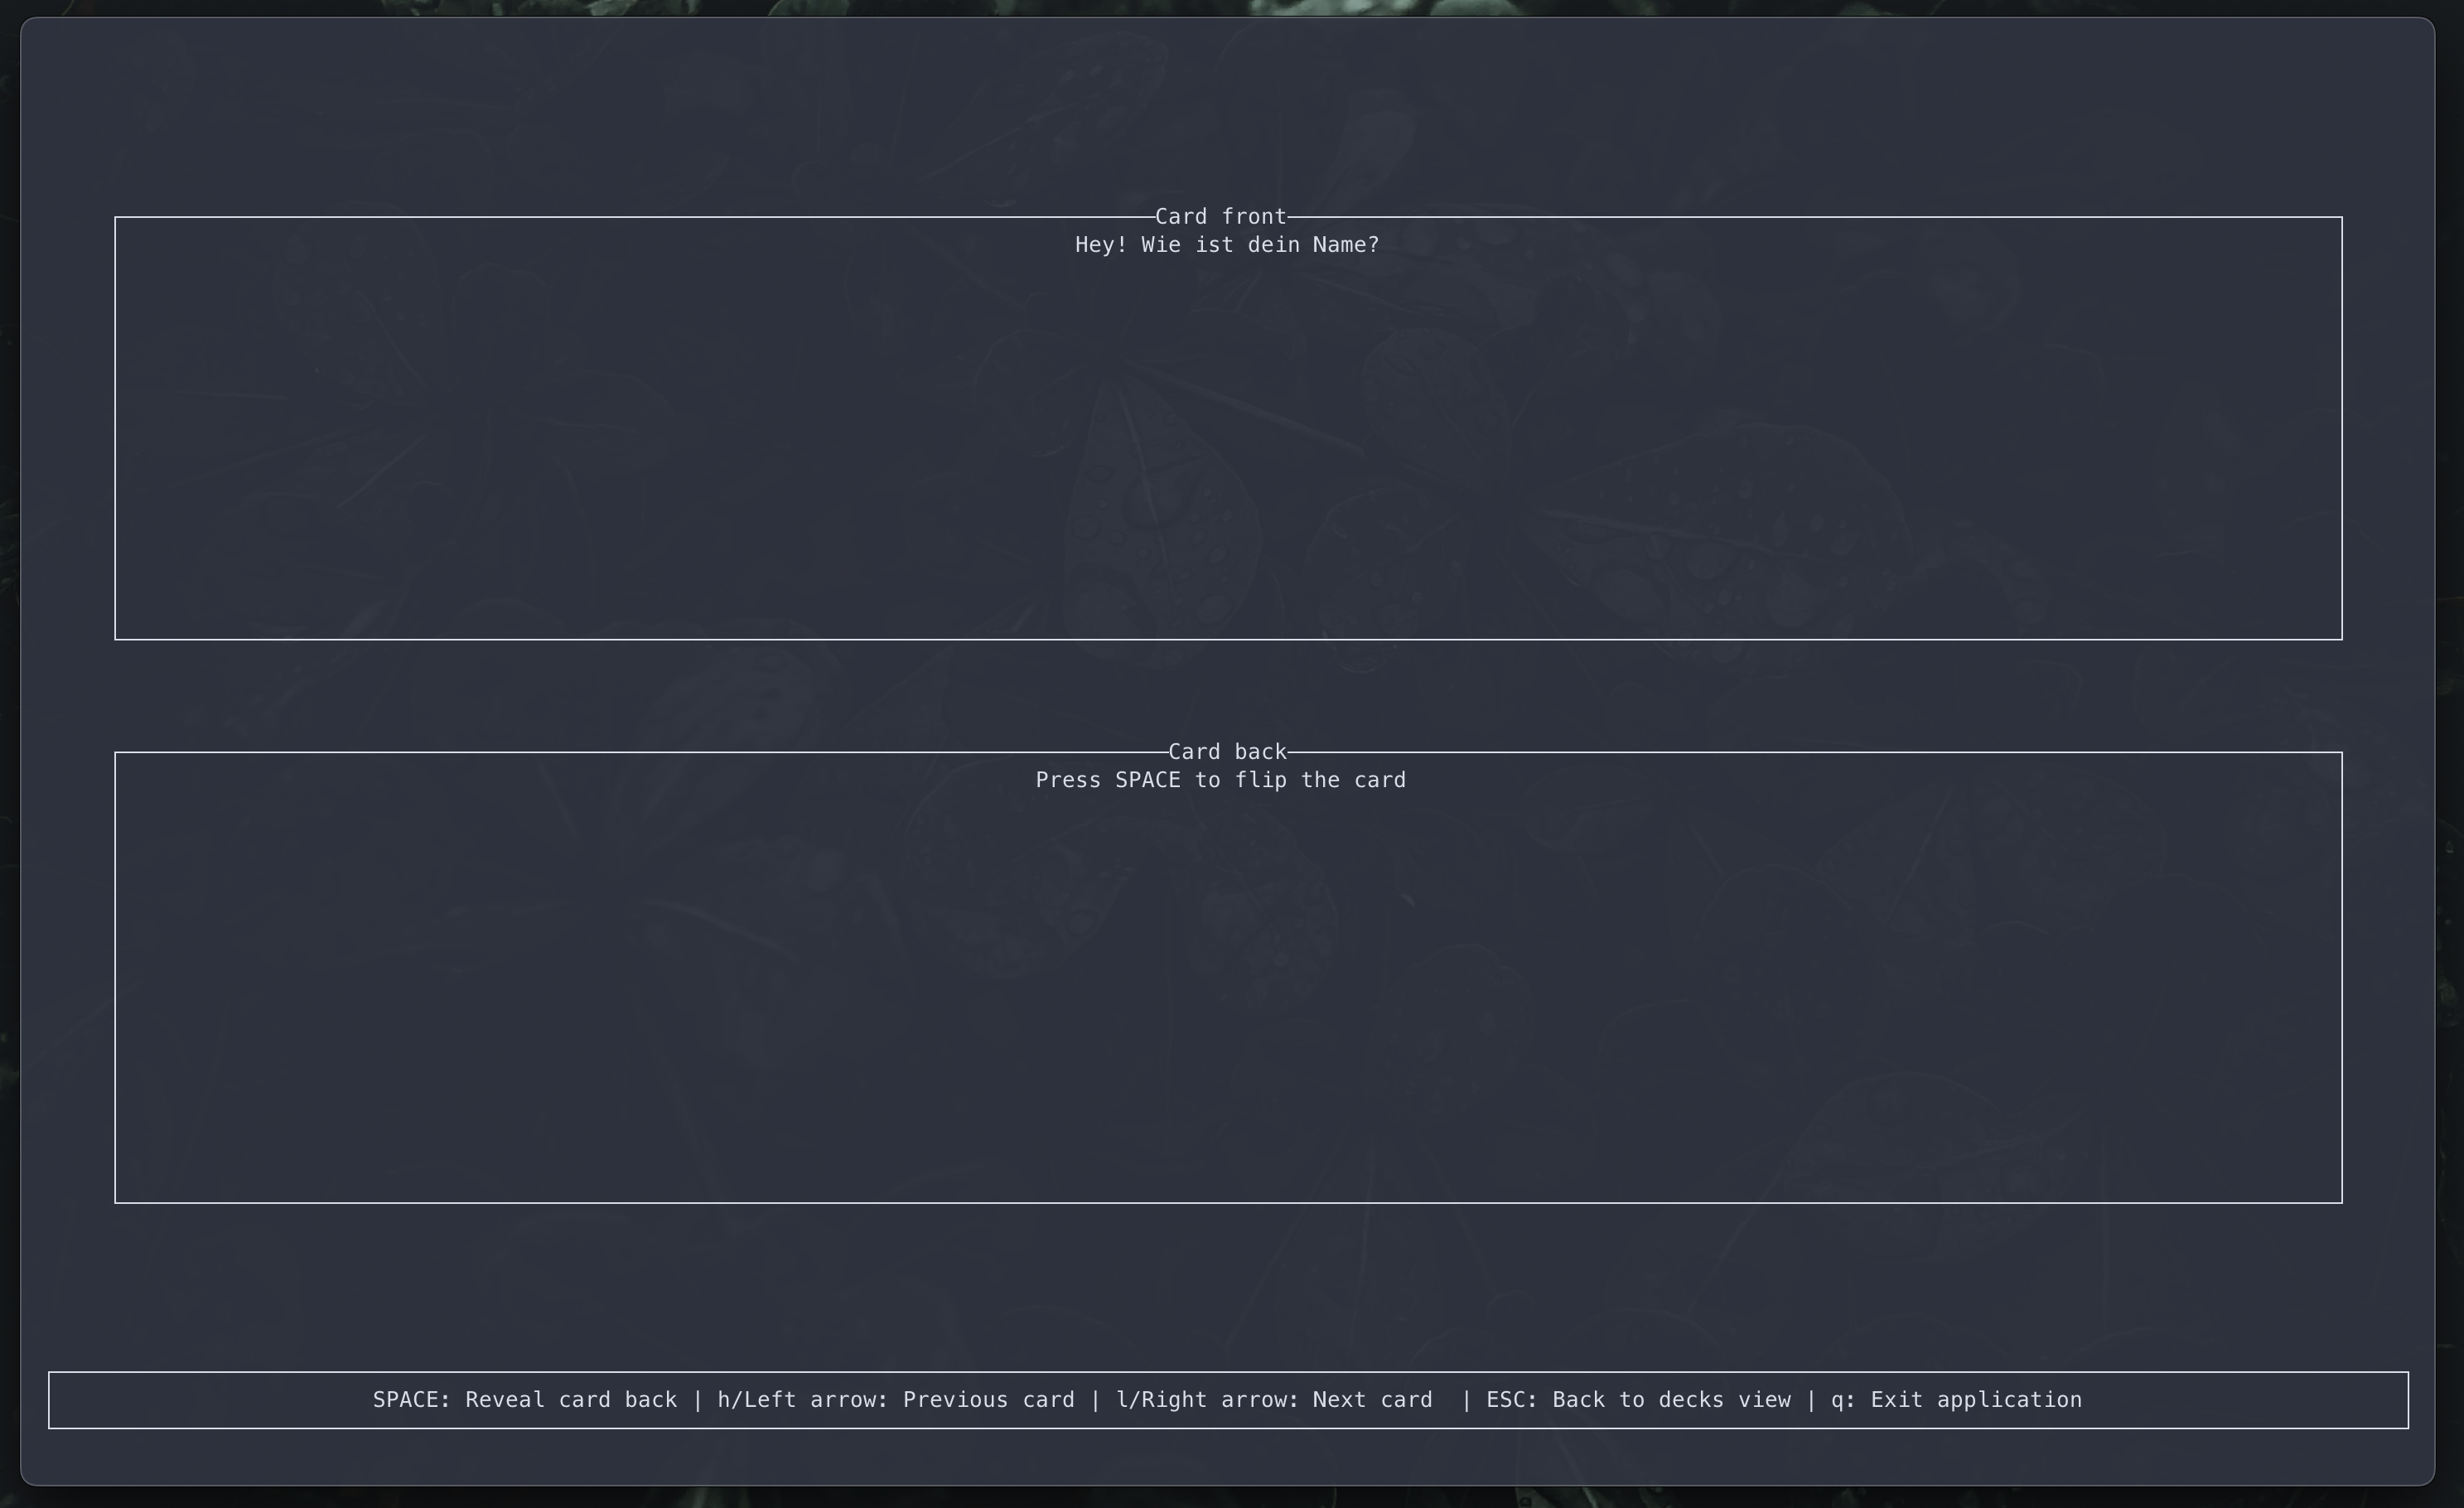 Card front
Hey! Wie ist dein Name?
Card back
Press SPACE to flip the card
SPACE: Reveal card back | h/Left arrow: Previous card | l/Right arrow: Next card  | ESC: Back to decks view | q: Exit application